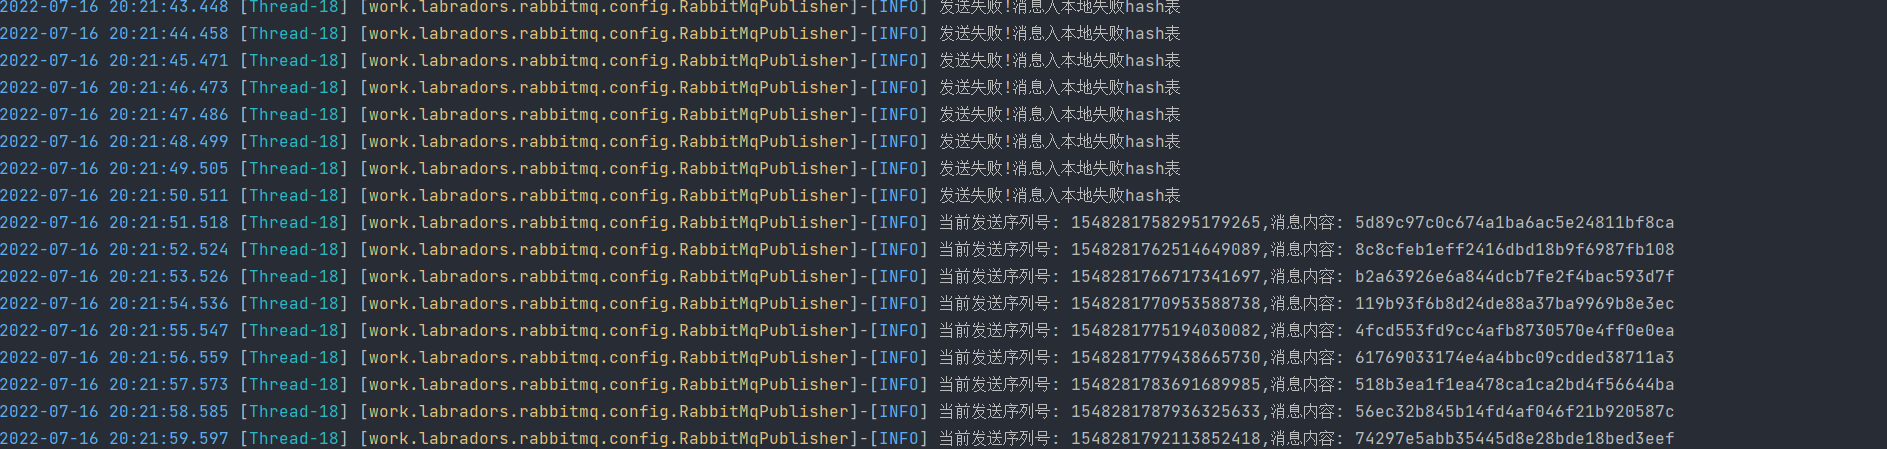 2022-07-16 20:21:43.448 [Thread-18] [work.labradors.rabbitmq.config.RabbitMqPublisher]-[INFO] 发送失败!消息入本地失败hash表
2022-07-16 20:21:44.458 [Thread-18] [work.labradors.rabbitmq.config.RabbitMqPublisher]-[INFO] 发送失败!消息入本地失败hash表
2022-07-16 20:21:45.471 [Thread-18] [work.labradors.rabbitmq.config.RabbitMqPublisher]-[INFO] 发送失败!消息入本地失败hash表
2022-07-16 20:21:46.473 [Thread-18] [work.labradors.rabbitmq.config.RabbitMqPublisher]-[INFO] 发送失败!消息入本地失败hash表
2022-07-16 20:21:47.486 [Thread-18] [work.labradors.rabbitmq.config.RabbitMqPublisher]-[INFO] 发送失败!消息入本地失败hash表
2022-07-16 20:21:48.499 [Thread-18] [work.labradors.rabbitmq.config.RabbitMqPublisher]-[INFO] 发送失败!消息入本地失败hash表
2022-07-16 20:21:49.505 [Thread-18] [work.labradors.rabbitmq.config.RabbitMqPublisher]-[INFO] 发送失败!消息入本地失败hash表
2022-07-16 20:21:50.511 [Thread-18] [work.labradors.rabbitmq.config.RabbitMqPublisher]-[INFO] 发送失败!消息入本地失败hash表
2022-07-16 20:21:51.518 [Thread-18] [work.labradors.rabbitmq.config.RabbitMqPublisher]-[INFO] 当前发送序列号: 1548281758295179265,消息内容: 5d89c97c0c674a1ba6ac5e24811bf8ca
2022-07-16 20:21:52.524 [Thread-18] [work.labradors.rabbitmq.config.RabbitMqPublisher]-[INFO] 当前发送序列号: 1548281762514649089,消息内容: 8c8cfeb1eff2416dbd18b9f6987fb108
2022-07-16 20:21:53.526 [Thread-18] [work.labradors.rabbitmq.config.RabbitMqPublisher]-[INFO] 当前发送序列号: 1548281766717341697,消息内容: b2a63926e6a844dcb7fe2f4bac593d7f
2022-07-16 20:21:54.536 [Thread-18] [work.labradors.rabbitmq.config.RabbitMqPublisher]-[INFO] 当前发送序列号: 1548281770953588738,消息内容: 119b93f6b8d24de88a37ba9969b8e3ec
2022-07-16 20:21:55.547 [Thread-18] [work.labradors.rabbitmq.config.RabbitMqPublisher]-[INFO] 当前发送序列号: 1548281775194030082,消息内容: 4fcd553fd9cc4afb8730570e4ff0e0ea
2022-07-16 20:21:56.559 [Thread-18] [work.labradors.rabbitmq.config.RabbitMqPublisher]-[INFO] 当前发送序列号: 1548281779438665730,消息内容: 61769033174e4a4bbc09cdded38711a3
2022-07-16 20:21:57.573 [Thread-18] [work.labradors.rabbitmq.config.RabbitMqPublisher]-[INFO] 当前发送序列号: 1548281783691689985,消息内容: 518b3ea1f1ea478ca1ca2bd4f56644ba
2022-07-16 20:21:58.585 [Thread-18] [work.labradors.rabbitmq.config.RabbitMqPublisher]-[INFO] 当前发送序列号: 1548281787936325633,消息内容: 56ec32b845b14fd4af046f21b920587c
2022-07-16 20:21:59.597 [Thread-18] [work.labradors.rabbitmq.config.RabbitMqPublisher]-[INFO] 当前发送序列号: 1548281792113852418,消息内容: 74297e5abb35445d8e28bde18bed3eef